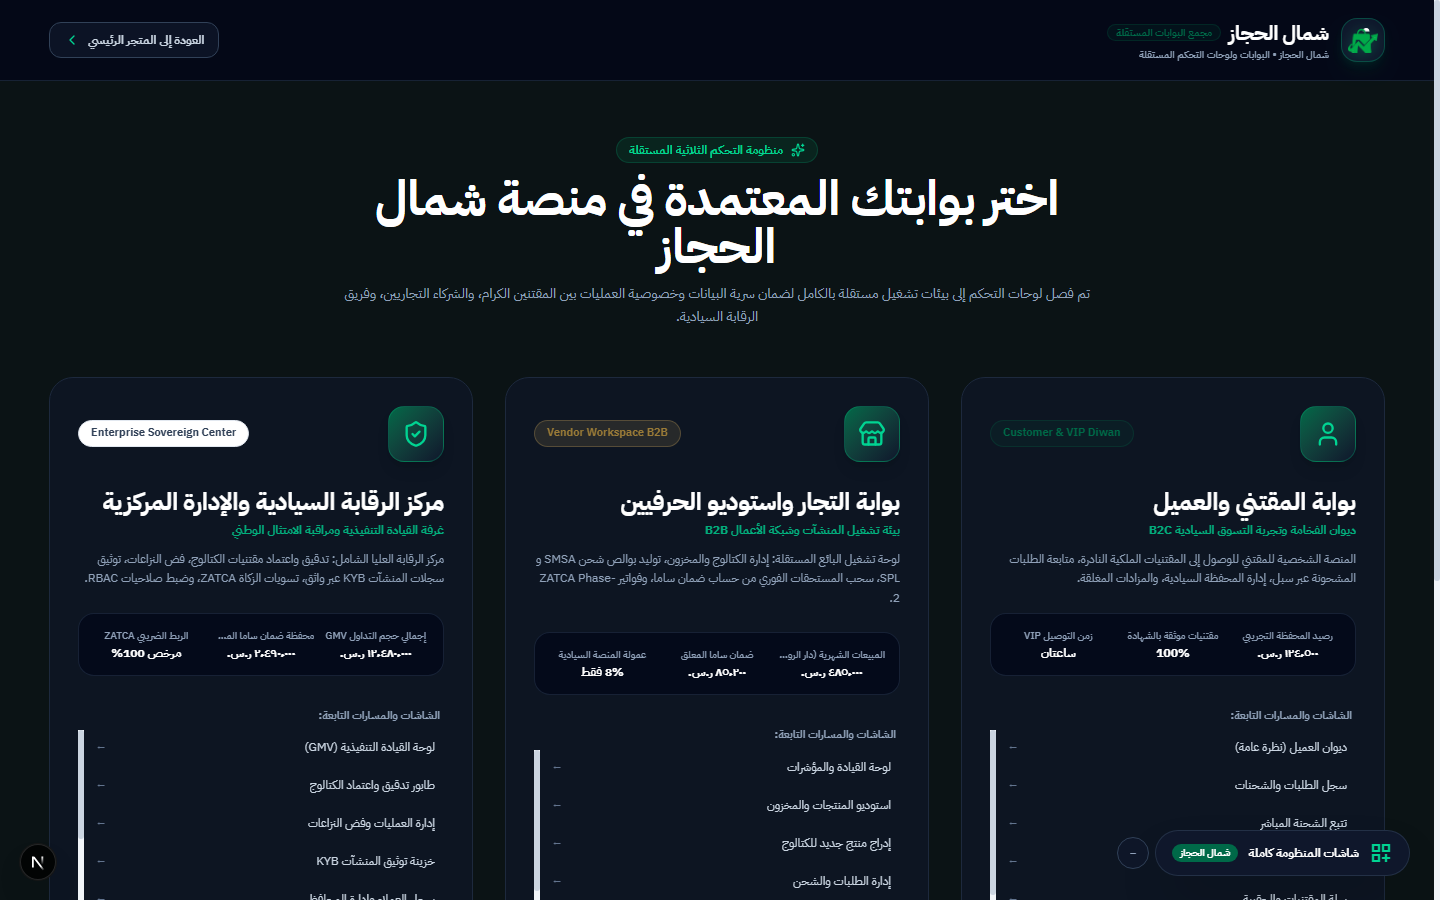 شمال الحجاز
مجمع البوابات المستقلة
شمال الحجاز • البوابات ولوحات التحكم المستقلة
العودة إلى المتجر الرئيسي
منظومة التحكم الثلاثية المستقلة
اختر بوابتك المعتمدة في منصة شمال
الحجاز
تم فصل لوحات التحكم إلى بيئات تشغيل مستقلة بالكامل لضمان سرية البيانات وخصوصية العمليات بين المقتنين الكرام، والشركاء التجاريين، وفريق
الرقابة السيادية.
Customer & VIP Diwan
بوابة المقتني والعميل
ديوان الفخامة وتجربة التسوق السيادية B2C
المنصة الشخصية للمقتني للوصول إلى المقتنيات الملكية النادرة، متابعة الطلبات
المشحونة عبر سبل، إدارة المحفظة السيادية، والمزادات المغلقة.
رصيد المحفظة التجريبي
١٢٤،٥٠٠ ر.س.
مقتنيات موثقة بالشهادة
100%
زمن التوصيل VIP
ساعتان
الشاشات والمسارات التابعة:
ديوان العميل (نظرة عامة) ←
سجل الطلبات والشحنات ←
تتبع الشحنة المباشر ←
←
Vendor Workspace B2B
بوابة التجار واستوديو الحرفيين
بيئة تشغيل المنشآت وشبكة الأعمال B2B
لوحة تشغيل البائع المستقلة: إدارة الكتالوج والمخزون، توليد بوالص شحن SMSA و
SPL، سحب المستحقات الفوري من حساب ضمان ساما، وفواتير ZATCA Phase-
2.
المبيعات الشهرية (دار الرو...
٤٨٥،٠٠٠ ر.س.
ضمان ساما المعلق
٨٥،٢٠٠ ر.س.
عمولة المنصة السيادية
8% فقط
الشاشات والمسارات التابعة:
لوحة القيادة والمؤشرات ←
استوديو المنتجات والمخزون ←
إدراج منتج جديد للكتالوج ←
إدارة الطلبات والشحن ←
Enterprise Sovereign Center
مركز الرقابة السيادية والإدارة المركزية
غرفة القيادة التنفيذية ومراقبة الامتثال الوطني
مركز الرقابة العليا الشامل: تدقيق واعتماد مقتنيات الكتالوج، فض النزاعات، توثيق
سجلات المنشآت KYB عبر واثق، تسويات الزكاة ZATCA، وضبط صلاحيات RBAC.
إجمالي حجم التداول GMV
١٢،٤٨٠،٠٠٠ ر.س.
محفظة ضمان ساما الم...
٢،٤٩٠،٠٠٠ ر.س.
الربط الضريبي ZATCA
مرخص 100%
الشاشات والمسارات التابعة:
لوحة القيادة التنفيذية (GMV) ←
طابور تدقيق واعتماد الكتالوج ←
إدارة العمليات وفض النزاعات ←
خزينة توثيق المنشآت KYB ←
شاشات المنظومة كاملة
شمال الحجاز
–
N